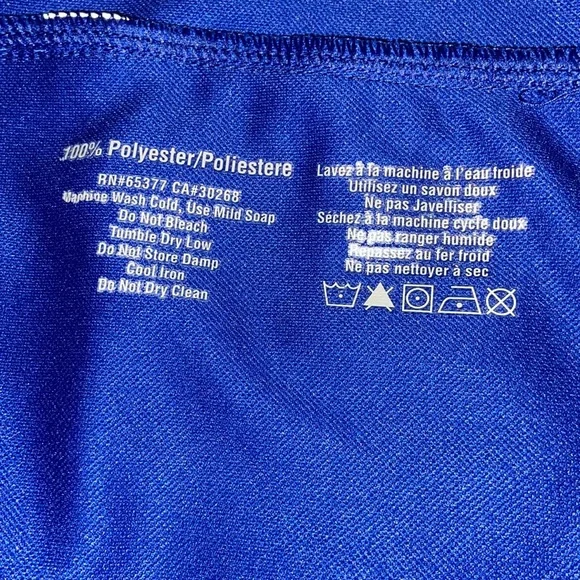 100% Polyester/Poliestere
RN#65377 CA#30268
Machine Wash Cold, Use Mild Soap
Do Not Bleach
Tumble Dry Low
Do Not Store Damp
Cool Iron
Do Not Dry Clean
Lavez à la machine à l'eau froide
Utilisez un savon doux
Ne pas Javelliser
Séchez à la machine cycle doux
Ne pas ranger humide
Repassez au fer froid
Ne pas nettoyer à sec